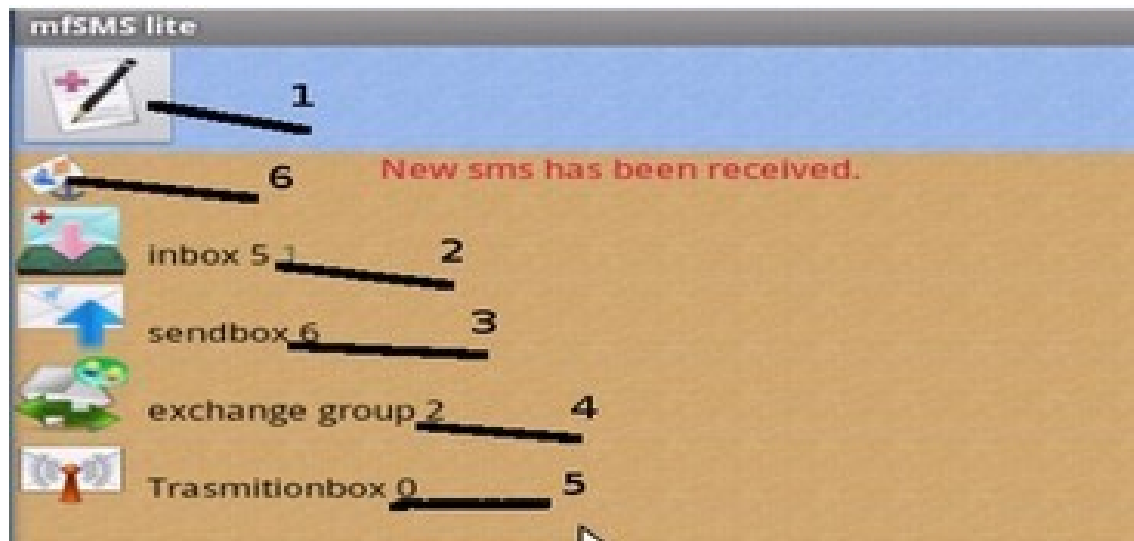 mfSMS lite
1
6 New sms has been received.
inbox 5 1 2
sendbox 6 3
exchange group 2 4
Trasmitionbox 0 5